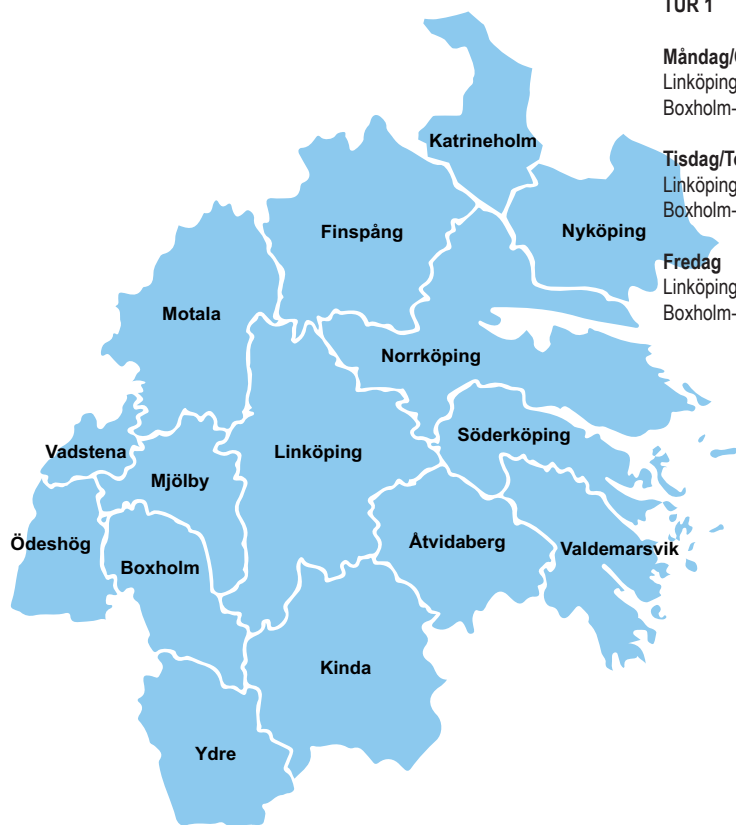 TUR 1
Måndag/
Linköping
Boxholm-
Katrineholm
Tisdag/
Linköping
Boxholm-
Finspång
Nyköping
Fredag
Linköping
Boxholm-
Motala
Norrköping
Söderköping
Vadstena
Linköping
Mjölby
Ödeshög
Boxholm
Åtvidaberg
Valdemarsvik
Kinda
Ydre